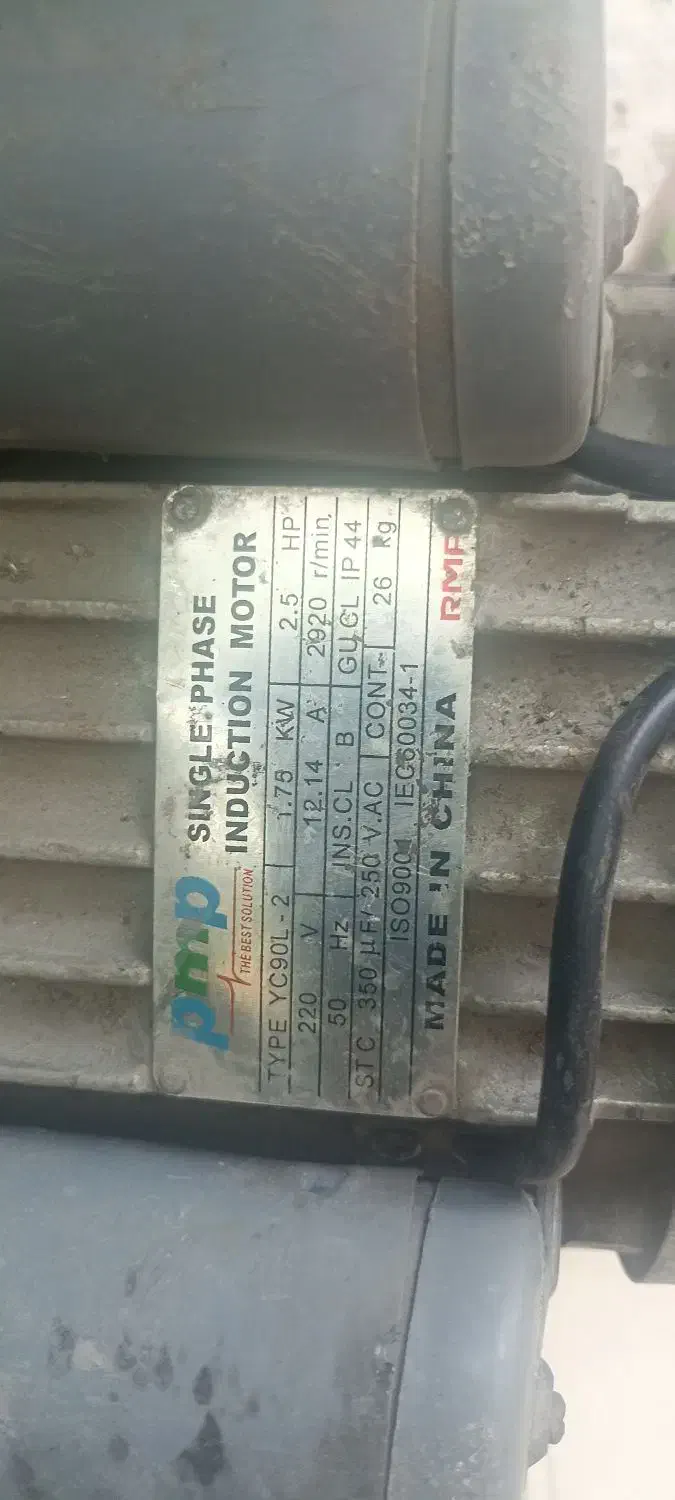 pmp
THE BEST SOLUTION
SINGLE PHASE
INDUCTION MOTOR
TYPE YC90L-2 1.75 KW 2.5 HP
220 V 12.14 A 2920 r/min.
50 Hz INS.CL B GU.CL IP44
STC 350 µF/ 250 V.AC CONT. 26 kg
ISO9001 IEC60034-1
MADE IN CHINA RMP